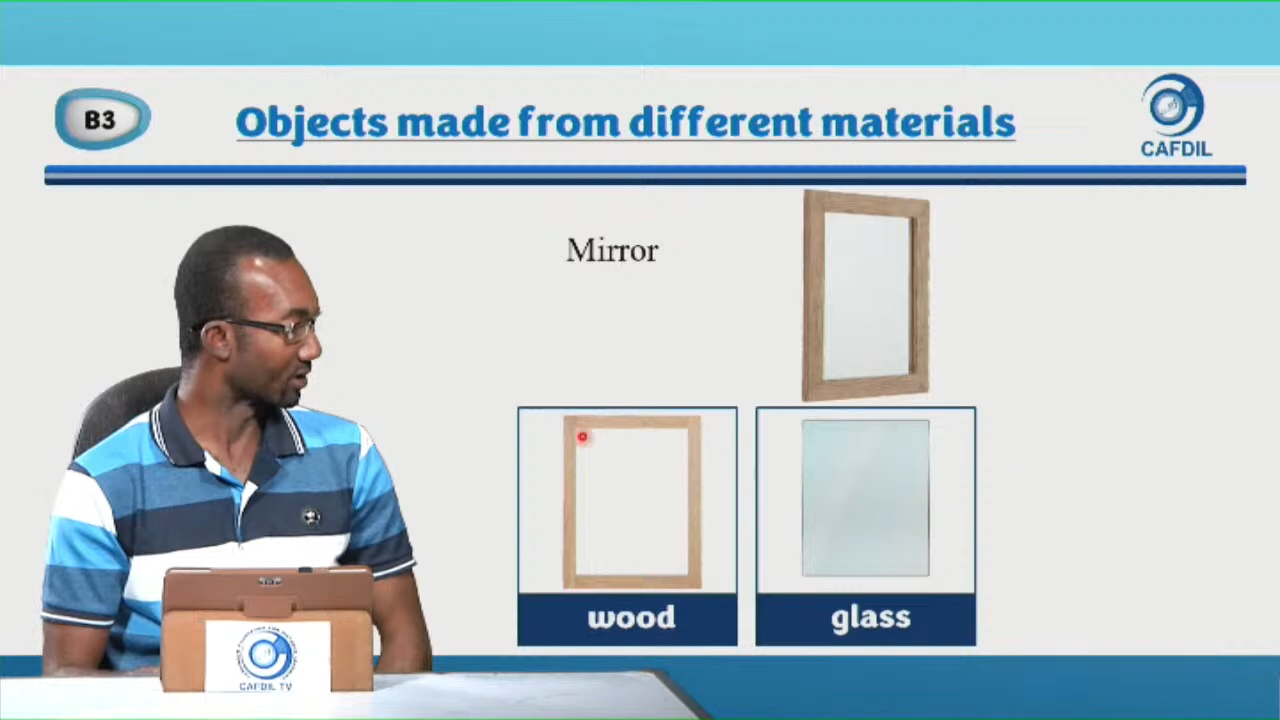 B3
Objects made from different materials
CAFDIL
Mirror
wood
glass
CAFDIL TV